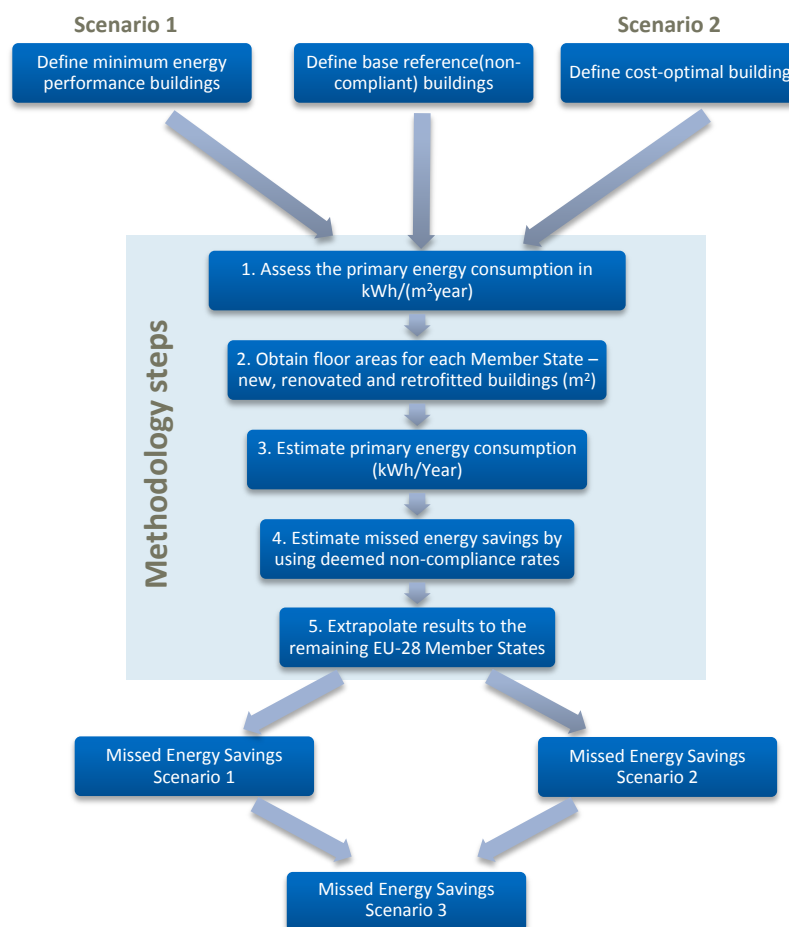 Scenario 1
Scenario 2
Define minimum energy
performance buildings
Define base reference(non-
compliant) buildings
Define cost-optimal building
1. Assess the primary energy consumption in
kWh/(m²year)
2. Obtain floor areas for each Member State –
new, renovated and retrofitted buildings (m²)
3. Estimate primary energy consumption
(kWh/Year)
4. Estimate missed energy savings by
using deemed non-compliance rates
5. Extrapolate results to the
remaining EU-28 Member States
Methodology steps
Missed Energy Savings
Scenario 1
Missed Energy Savings
Scenario 2
Missed Energy Savings
Scenario 3